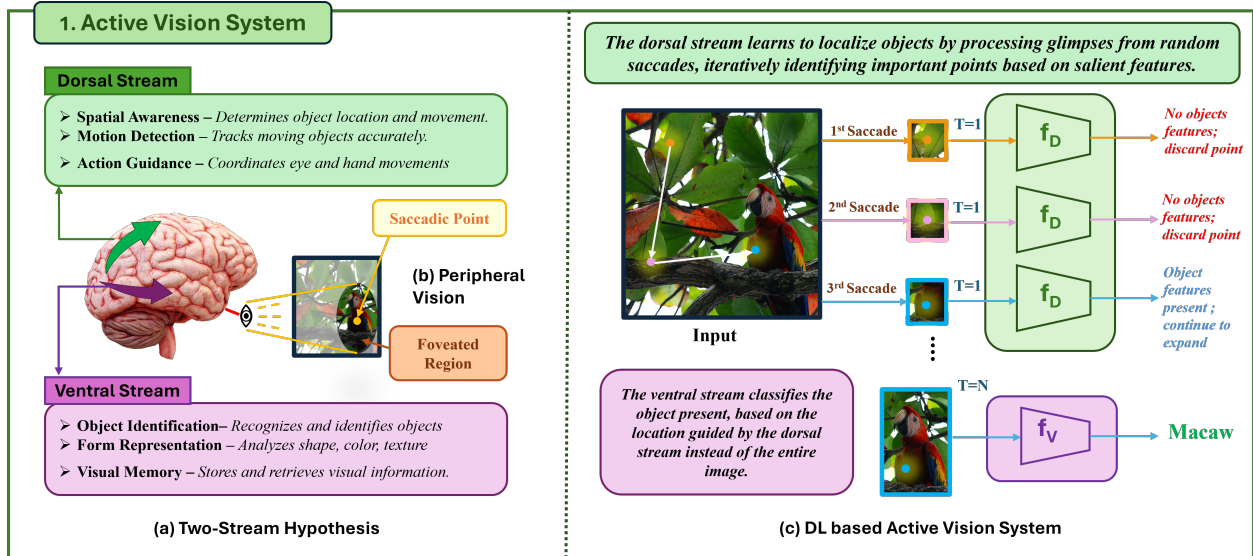 1. Active Vision System
Dorsal Stream
➢ Spatial Awareness – Determines object location and movement.
➢ Motion Detection – Tracks moving objects accurately.
➢ Action Guidance – Coordinates eye and hand movements
Saccadic Point
(b) Peripheral
Vision
Foveated
Region
Ventral Stream
➢ Object Identification– Recognizes and identifies objects
➢ Form Representation – Analyzes shape, color, texture
➢ Visual Memory – Stores and retrieves visual information.
(a) Two-Stream Hypothesis
The dorsal stream learns to localize objects by processing glimpses from random
saccades, iteratively identifying important points based on salient features.
Input
1st Saccade
T=1
fD
No objects
features;
discard point
2nd Saccade
T=1
fD
No objects
features;
discard point
3rd Saccade
T=1
fD
Object
features
present ;
continue to
expand
The ventral stream classifies the
object present, based on the
location guided by the dorsal
stream instead of the entire
image.
T=N
fV
Macaw
(c) DL based Active Vision System